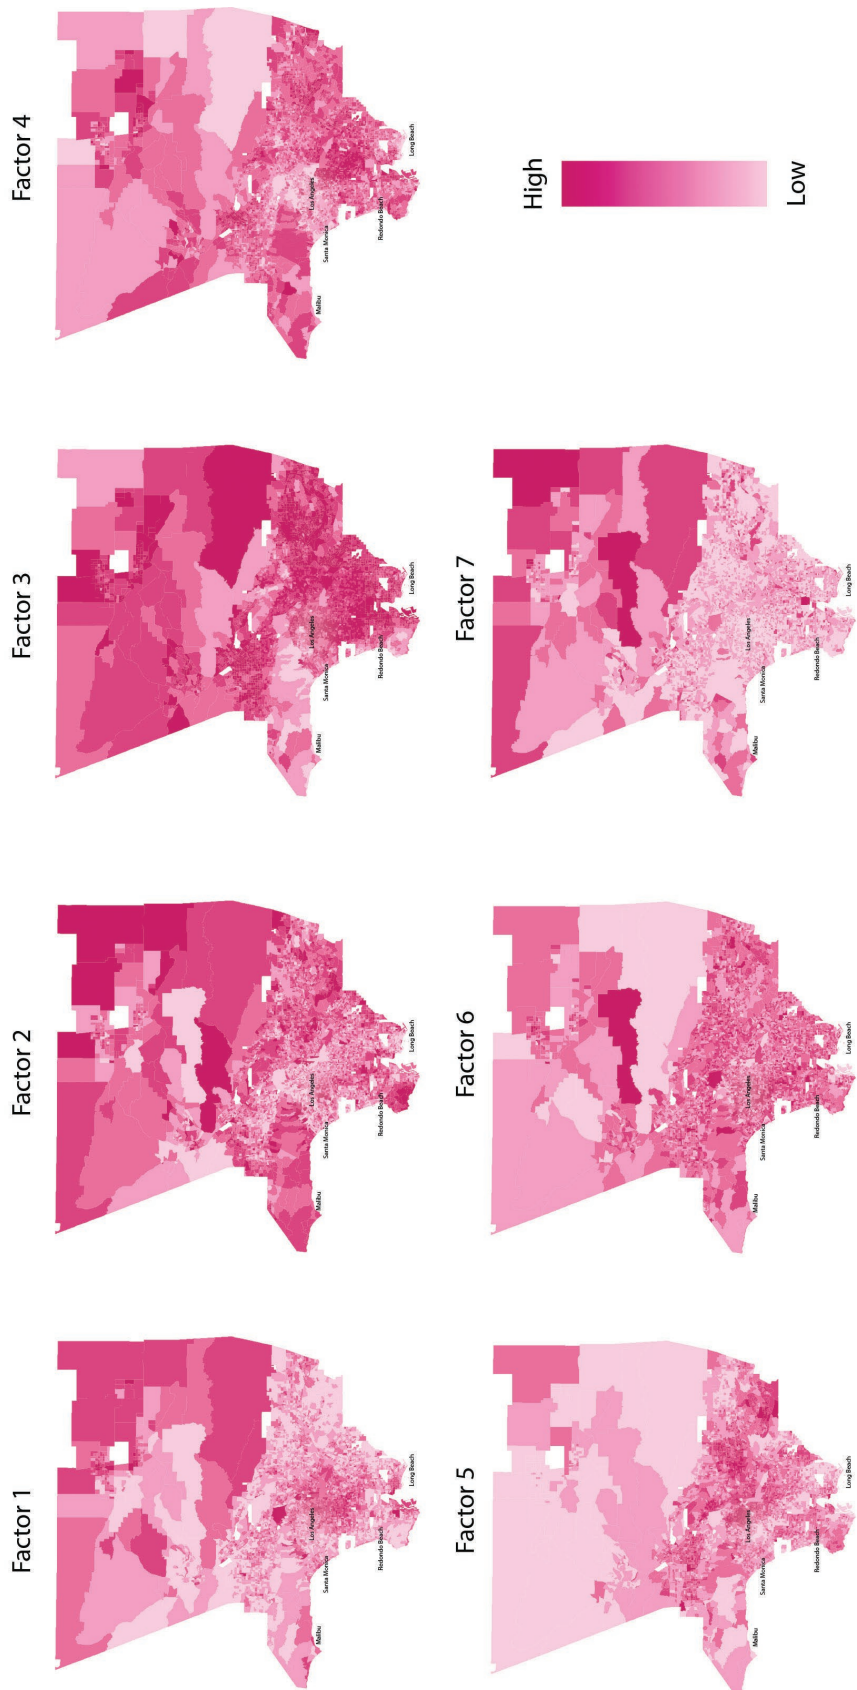 Factor 4
Los Angeles
Santa Monica
Malibu
Redondo Beach
Long Beach
High
Low
Factor 3
Los Angeles
Santa Monica
Malibu
Redondo Beach
Long Beach
Factor 7
Los Angeles
Santa Monica
Malibu
Redondo Beach
Long Beach
Factor 2
Los Angeles
Santa Monica
Malibu
Redondo Beach
Long Beach
Factor 6
Los Angeles
Santa Monica
Malibu
Redondo Beach
Long Beach
Factor 1
Los Angeles
Santa Monica
Malibu
Redondo Beach
Long Beach
Factor 5
Los Angeles
Santa Monica
Malibu
Redondo Beach
Long Beach